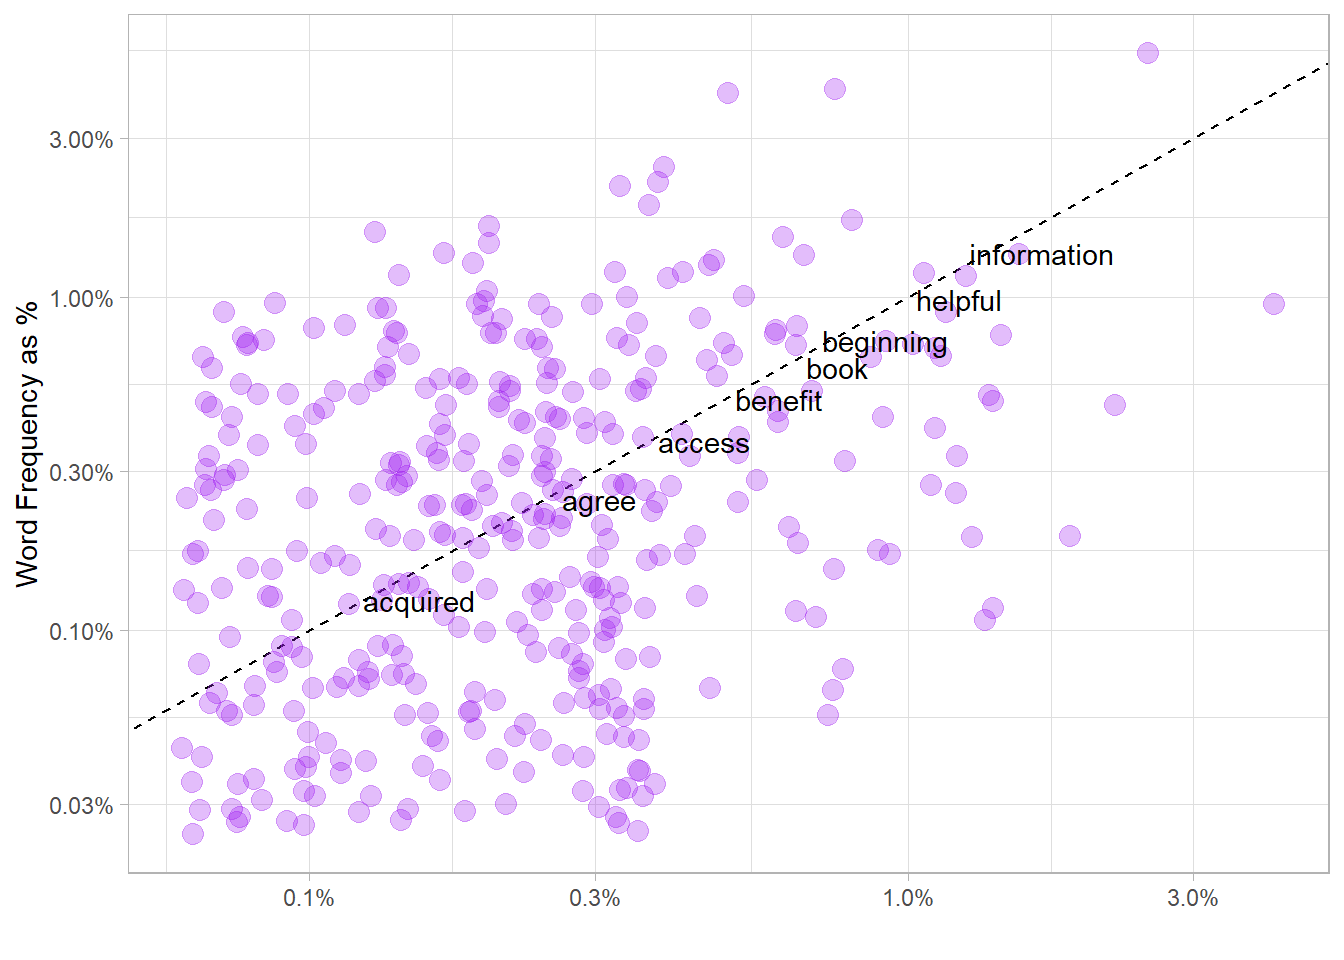 Word Frequency as %
3.00%
1.00%
0.30%
0.10%
0.03%
information
helpful
beginning
book
benefit
access
agree
acquired
0.1%
0.3%
1.0%
3.0%